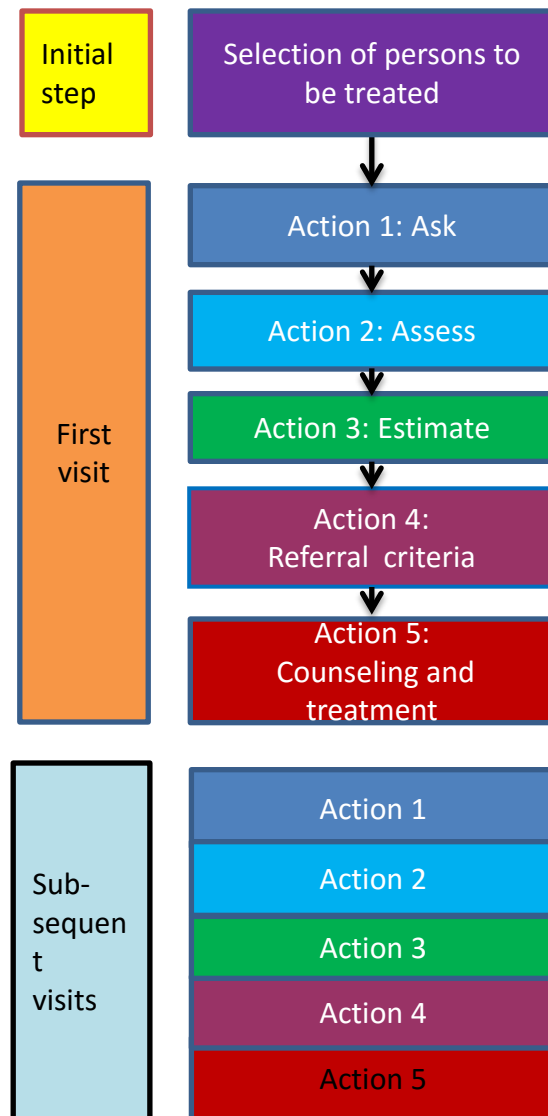 Initial
step
Selection of persons to
be treated
First
visit
Action 1: Ask
Action 2: Assess
Action 3: Estimate
Action 4:
Referral criteria
Action 5:
Counseling and
treatment
Sub-
sequen
t
visits
Action 1
Action 2
Action 3
Action 4
Action 5